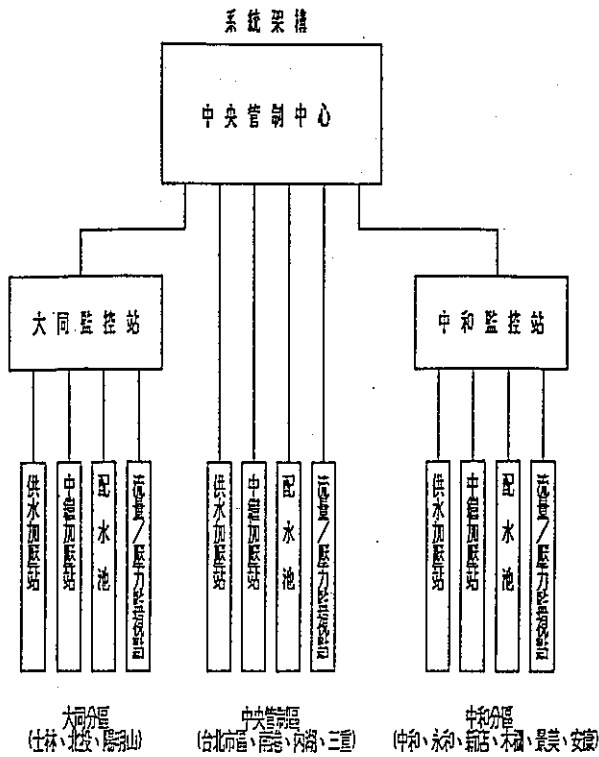 系統架構
中央管制中心
大同監控站
中和監控站
供水加壓站
中繼加壓站
配水池
流量/壓力監視點
供水加壓站
中繼加壓站
配水池
流量/壓力監視點
供水加壓站
中繼加壓站
配水池
流量/壓力監視點
大同分區
(士林、北投、陽明山)
中央管制區
(台北市區、南港、內湖、三重)
中和分區
(中和、永和、新店、木柵、景美、安康)